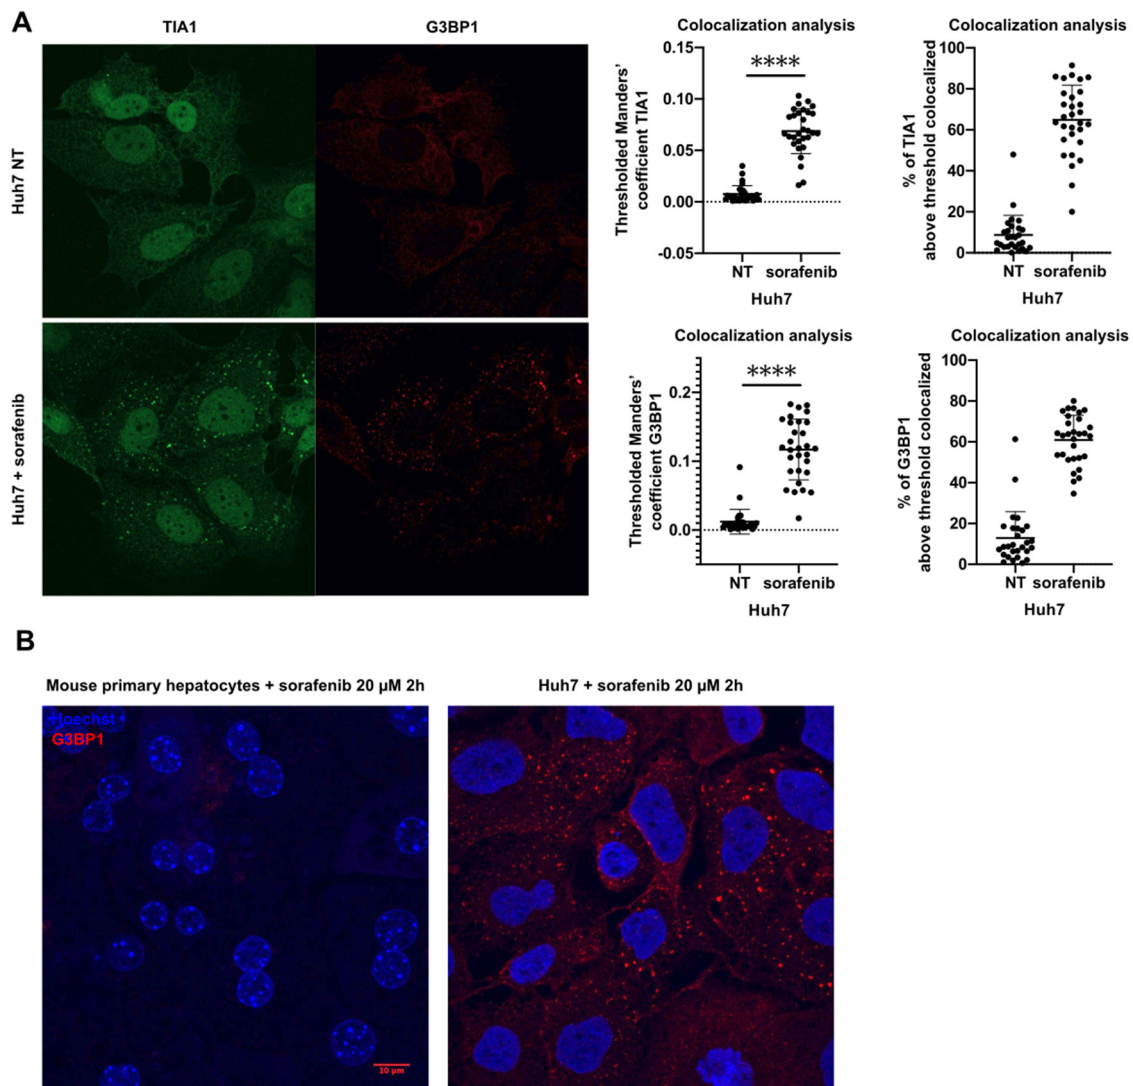 A
TIA1
G3BP1
Huh7 NT
Huh7 + sorafenib
Colocalization analysis
Thresholded Manders'
coefficient TIA1
0.15
0.10
0.05
0.00
-0.05
****
NT
sorafenib
Huh7
Colocalization analysis
% of TIA1
above threshold colocalized
100
80
60
40
20
0
NT
sorafenib
Huh7
Colocalization analysis
Thresholded Manders'
coefficient G3BP1
0.2
0.1
0.0
****
NT
sorafenib
Huh7
Colocalization analysis
% of G3BP1
above threshold colocalized
100
80
60
40
20
0
NT
sorafenib
Huh7
B
Mouse primary hepatocytes + sorafenib 20 µM 2h
Hoechst
G3BP1
10 µm
Huh7 + sorafenib 20 µM 2h